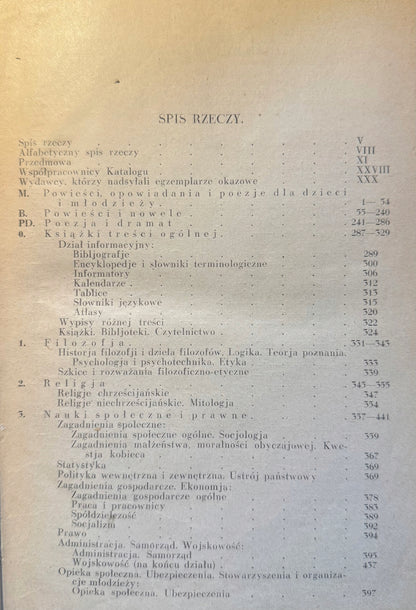 SPIS RZECZY.
Spis rzeczy . . . . . . . . . V
Alfabetyczny spis rzeczy . . . . . . . VIII
Przedmowa . . . . . . . . . XI
Współpracownicy Katalogu . . . . . . . XXVIII
Wydawcy, którzy nadsyłali egzemplarze okazowe . . . . XXX
M. Powieści, opowiadania i poezje dla dzieci
i młodzieży. . . . . . . . 1— 54
B. Powieści i nowele . . . . . . . 55—240
PD. Poezja i dramat . . . . . . . 241—286
0. Książki treści ogólnej. . . . . . 287—329
Dział informacyjny:
Bibljografje . . . . . . . 289
Encyklopedje i słowniki terminologiczne . . . . 300
Informatory . . . . . . . 306
Kalendarze . . . . . . . 312
Tablice . . . . . . . 313
Słowniki językowe . . . . . . 315
Atlasy . . . . . . . 320
Wypisy różnej treści . . . . . . 322
Książki. Bibljoteki. Czytelnictwo . . . . . 324
1. Filozofja. . . . . . . . 331—343
Historja filozofji i dzieła filozofów. Logika. Teorja poznania.
Psychologja i psychotechnika. Etyka . . . . 333
Szkice i rozważania filozoficzno-etyczne . . . . 339
2. Religja . . . . . . . . 345—355
Religje chrześcijańskie . . . . . . 347
Religje niechrześcijańskie. Mitologja . . . . . 354
3. Nauki społeczne i prawne. . . . . . 357—441
Zagadnienia społeczne:
Zagadnienia społeczne ogólne. Socjologja . . . . 359
Zagadnienia małżeństwa, moralności obyczajowej. Kwe-
stja kobieca . . . . . . . 367
Statystyka . . . . . . . . 369
Polityka wewnętrzna i zewnętrzna. Ustrój państwowy . . 369
Zagadnienia gospodarcze. Ekonomja:
Zagadnienia gospodarcze ogólne . . . . . 378
Praca i pracownicy . . . . . . 383
Spółdzielczość . . . . . . . 389
Socjalizm . . . . . . . 392
Prawo . . . . . . . . 394
Administracja. Samorząd. Wojskowość:
Administracja. Samorząd . . . . . . 395
Wojskowość (na końcu działu) . . . . . 437
Opieka społeczna. Ubezpieczenia. Stowarzyszenia i organiza-
cje młodzieży:
Opieka społeczna. Ubezpieczenia . . . . . 397